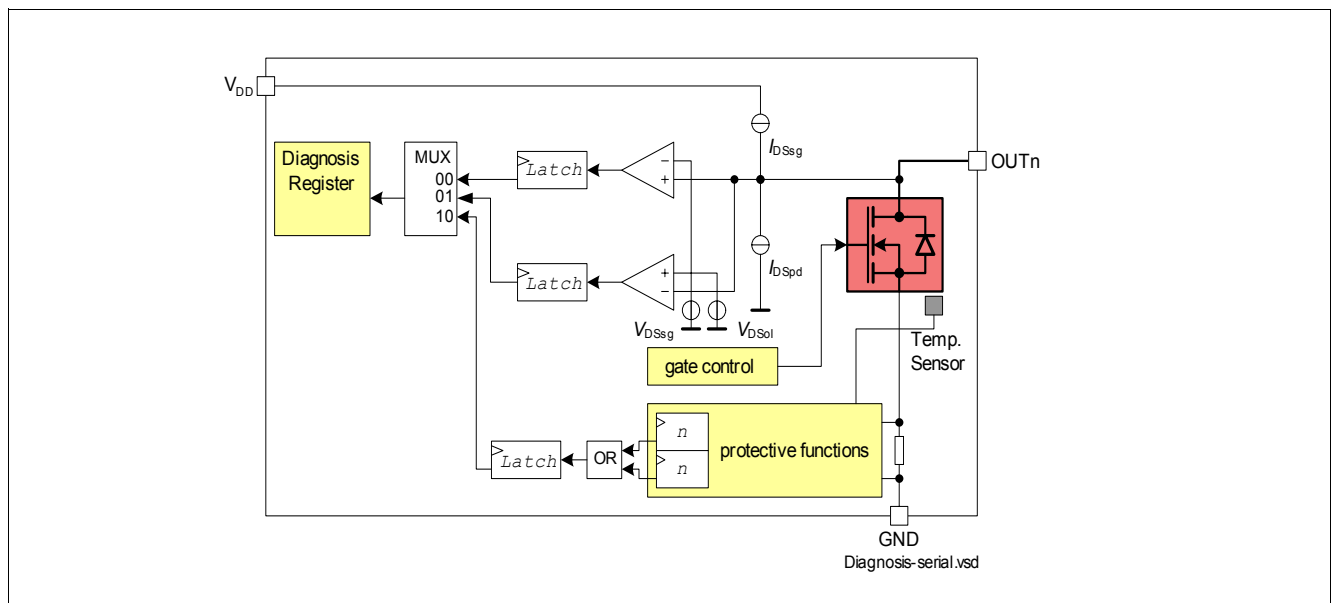 VDD
IDSsg
OUTn
Diagnosis
Register
MUX
00
01
10
Latch
−
+
Latch
+
−
IDSpd
VDSsg
VDSol
Temp.
Sensor
gate control
n
n
protective functions
OR
Latch
GND
Diagnosis-serial.vsd